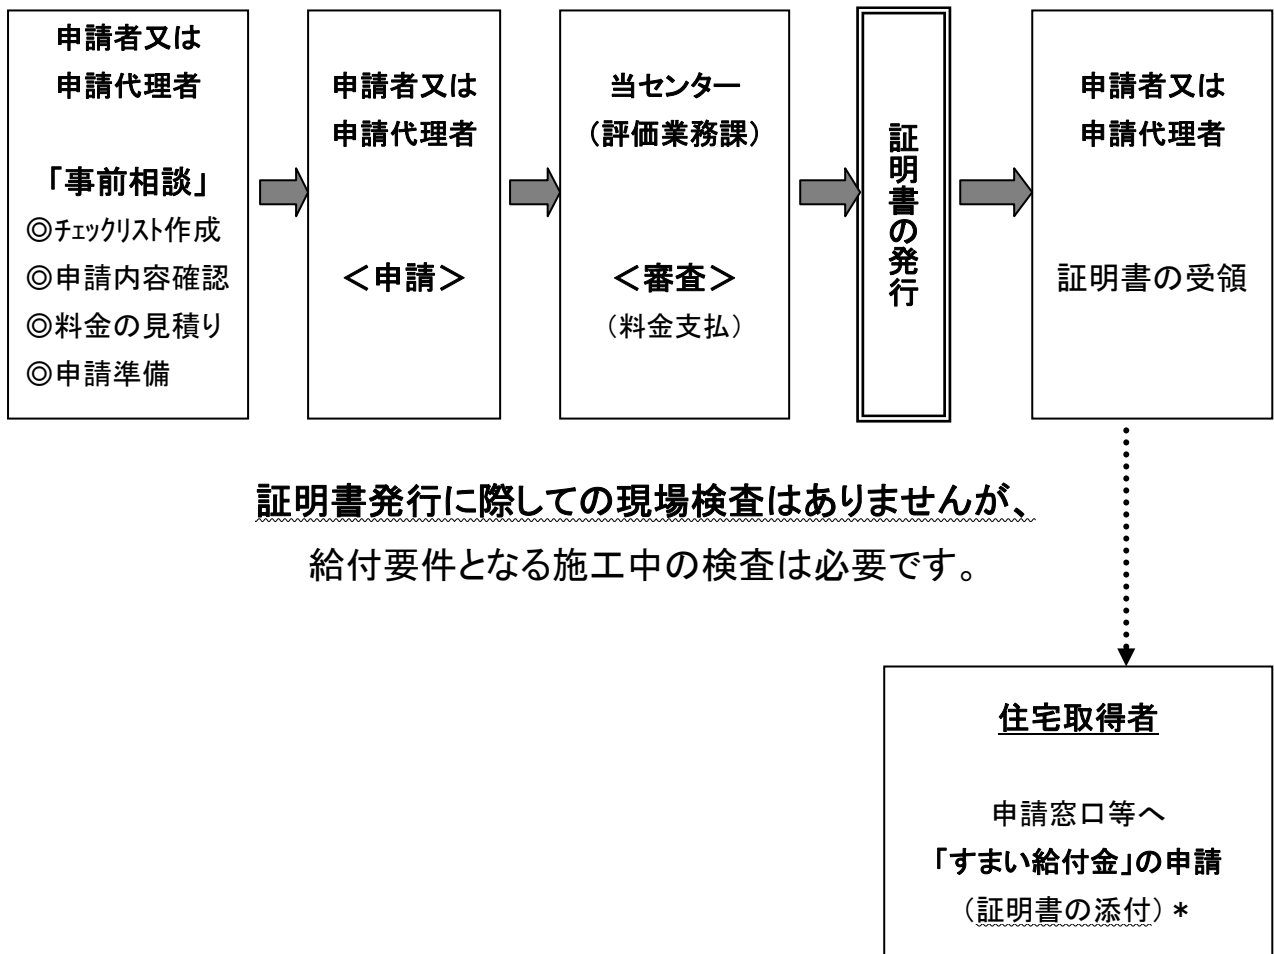 申請者又は
申請代理者
「事前相談」
◎チェックリスト作成
◎申請内容確認
◎料金の見積り
◎申請準備
申請者又は
申請代理者
＜申請＞
当センター
（評価業務課）
＜審査＞
（料金支払）
証明書の発行
申請者又は
申請代理者
証明書の受領
証明書発行に際しての現場検査はありませんが、
給付要件となる施工中の検査は必要です。
住宅取得者
申請窓口等へ
「すまい給付金」の申請
（証明書の添付）＊